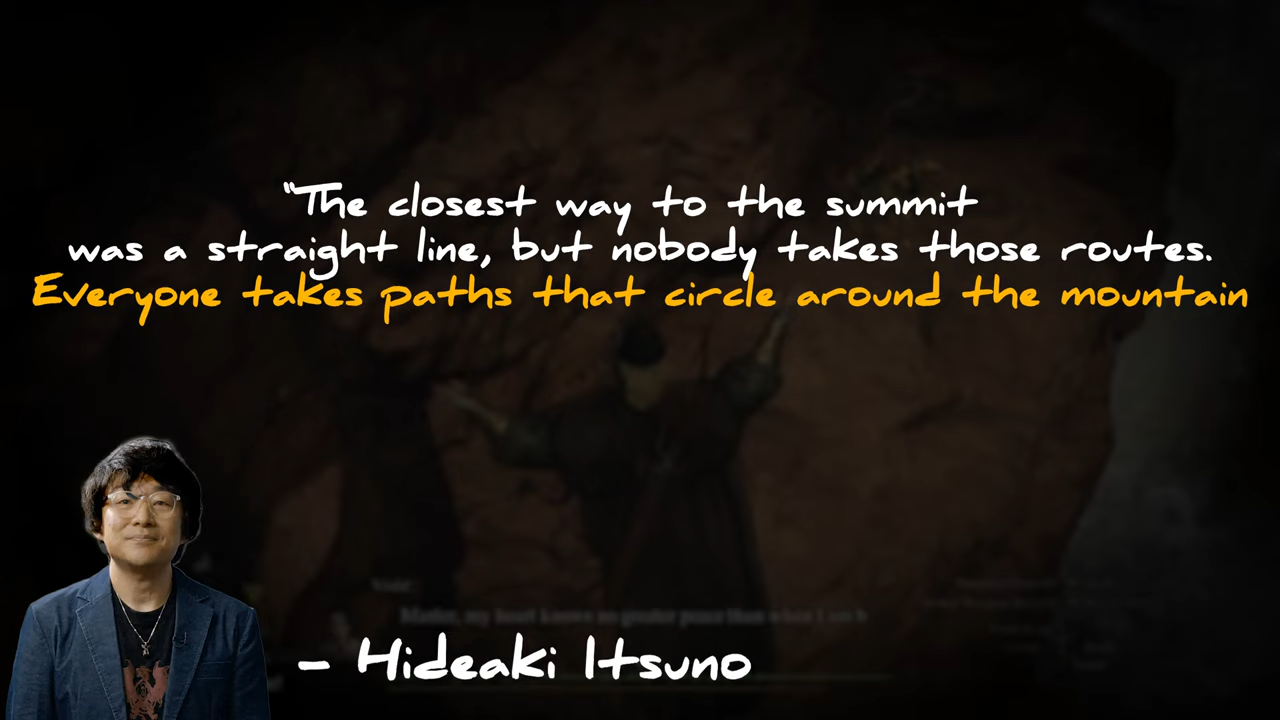 “The closest way to the summit
was a straight line, but nobody takes those routes.
Everyone takes paths that circle around the mountain
- Hideaki Itsuno